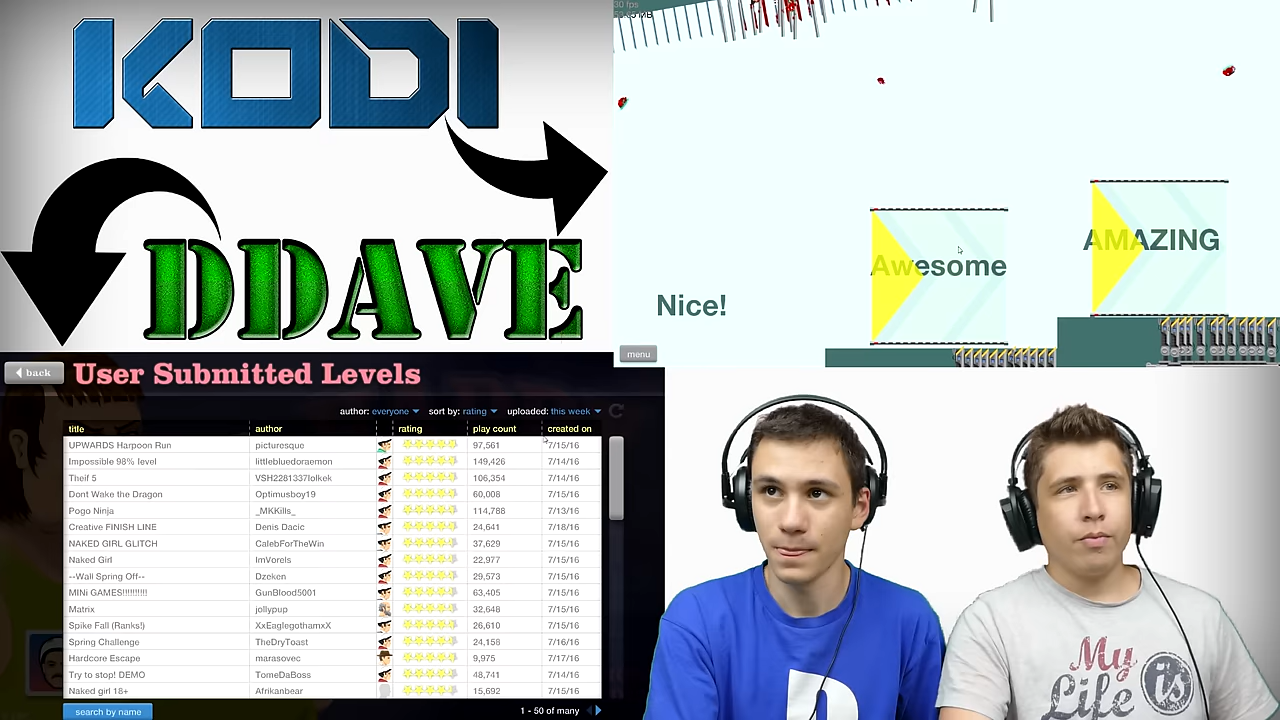 KODI
DDAVE
30 fps
Nice!
Awesome
AMAZING
menu
back
User Submitted Levels
author: everyone sort by: rating uploaded: this week
title author rating play count created on
UPWARDS Harpoon Run picturesque 97,561 7/15/16
Impossible 98% level littlebluedoraemon 149,426 7/14/16
Theif 5 VSH2281337lolkek 106,354 7/14/16
Dont Wake the Dragon Optimusboy19 60,008 7/15/16
Pogo Ninja _MKKills_ 114,788 7/13/16
Creative FINISH LINE Denis Dacic 24,641 7/18/16
NAKED GIRL GLITCH CalebForTheWin 37,629 7/15/16
Naked Girl ImVorels 22,977 7/15/16
--Wall Spring Off-- Dzeken 29,573 7/15/16
MINi GAMES!!!!!!!!!! GunBlood5001 63,405 7/15/16
Matrix jollypup 32,648 7/15/16
Spike Fall (Ranks!) XxEaglegothamxX 26,610 7/15/16
Spring Challenge TheDryToast 24,158 7/16/16
Hardcore Escape marasovec 9,975 7/17/16
Try to stop! DEMO TomeDaBoss 48,741 7/14/16
Naked girl 18+ Afrikanbear 15,692 7/15/16
search by name
1 - 50 of many
My
Life is